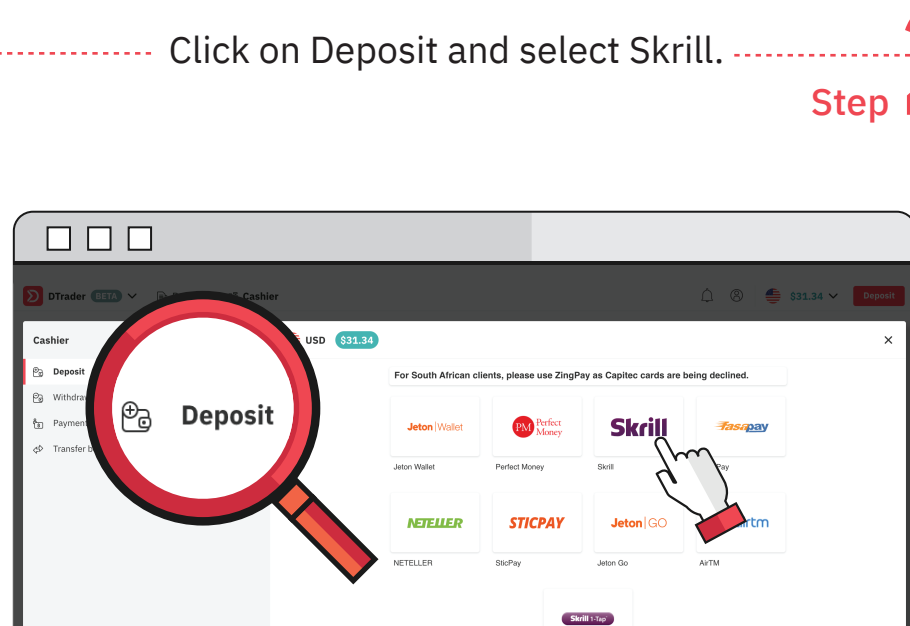 Click on Deposit and select Skrill.
Step
DTrader BETA
Cashier
$31.34
Deposit
Cashier
USD $31.34
Deposit
For South African clients, please use ZingPay as Capitec cards are being declined.
Deposit
Jeton Wallet
PM Perfect Money
Skrill
fasapay
Jeton Wallet
Perfect Money
Skrill
Pay
NETELLER
STICPAY
Jeton GO
NETELLER
SticPay
Jeton Go
AirTM
Skrill 1-Tap